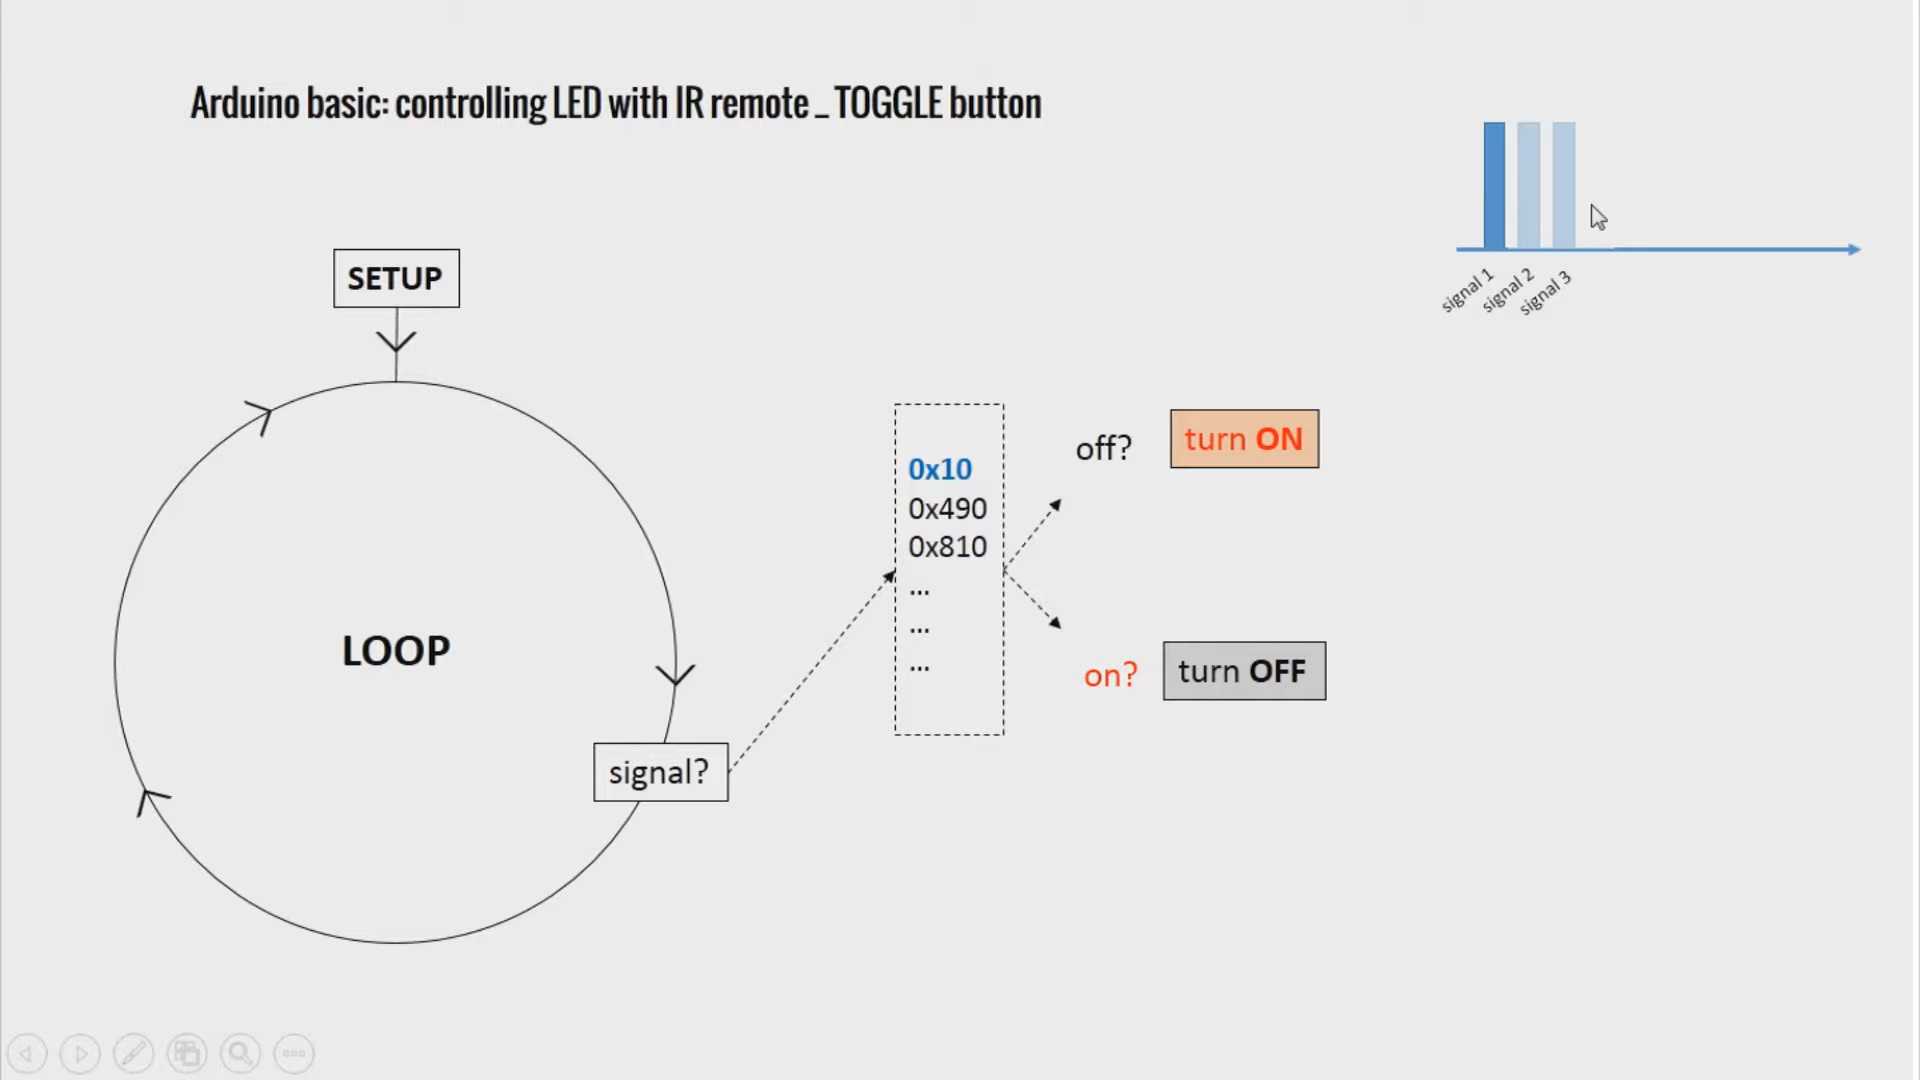 Arduino basic: controlling LED with IR remote _ TOGGLE button
signal 1
signal 2
signal 3
SETUP
LOOP
signal?
0x10
0x490
0x810
...
...
...
off?
turn ON
on?
turn OFF